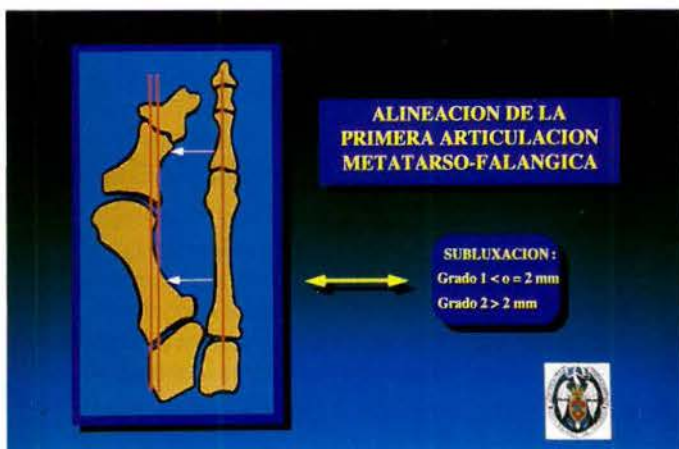 ALINEACION DE LA
PRIMERA ARTICULACION
METATARSO-FALANGICA
SUBLUXACION :
Grado 1 < o = 2 mm
Grado 2 > 2 mm